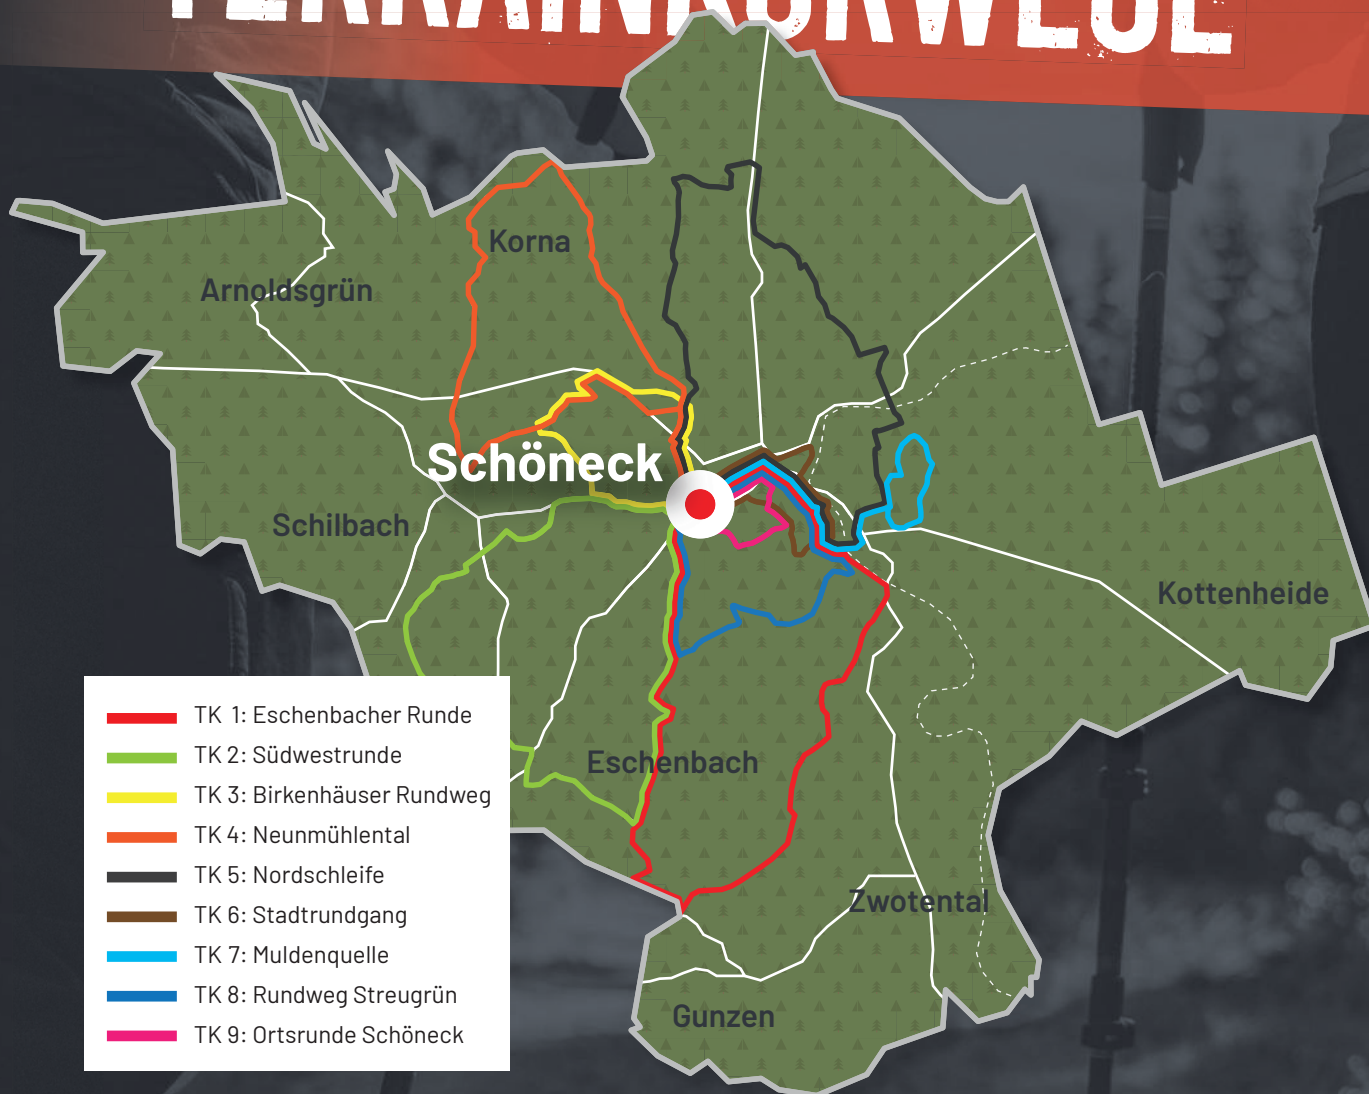 TERRAINKURWEGE
Korna
Arnoldsgrün
Schöneck
Schilbach
Kottenheide
Eschenbach
Zwotental
Gunzen
TK 1: Eschenbacher Runde
TK 2: Südwestrunde
TK 3: Birkenhäuser Rundweg
TK 4: Neunmühlental
TK 5: Nordschleife
TK 6: Stadtrundgang
TK 7: Muldenquelle
TK 8: Rundweg Streugrün
TK 9: Ortsrunde Schöneck